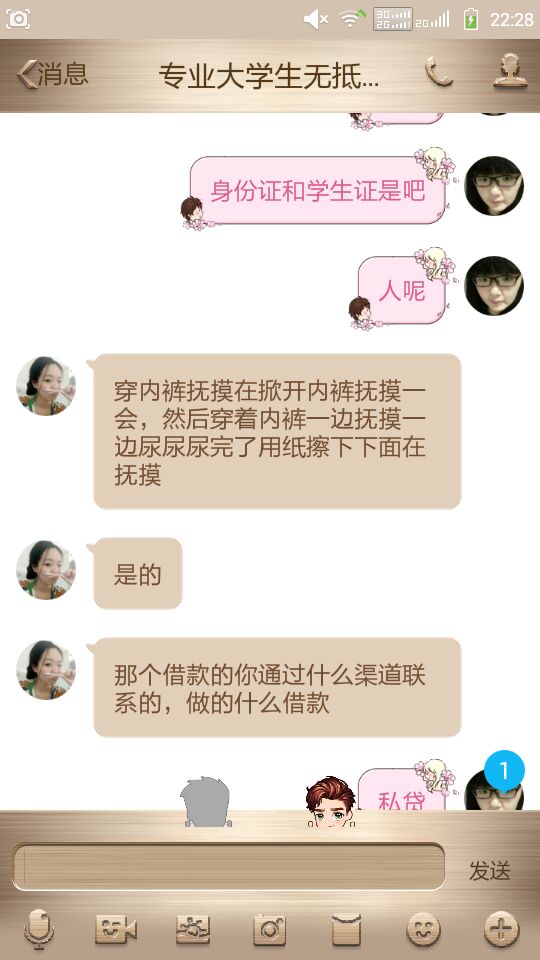 22:28
3G
2G
2G
消息
专业大学生无抵...
身份证和学生证是吧
人呢
穿内裤抚摸在掀开内裤抚摸一
会，然后穿着内裤一边抚摸一
边尿尿尿完了用纸擦下下面在
抚摸
是的
那个借款的你通过什么渠道联
系的，做的什么借款
1
私贷
发送